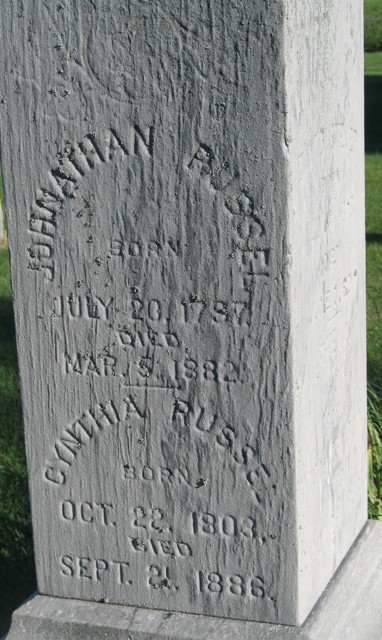 JOHNATHAN RUSSEL
BORN
JULY 20, 1797.
DIED
MAR. 5, 1882.
CYNTHIA RUSSEL
BORN
OCT. 22, 1803.
DIED
SEPT. 21, 1886.